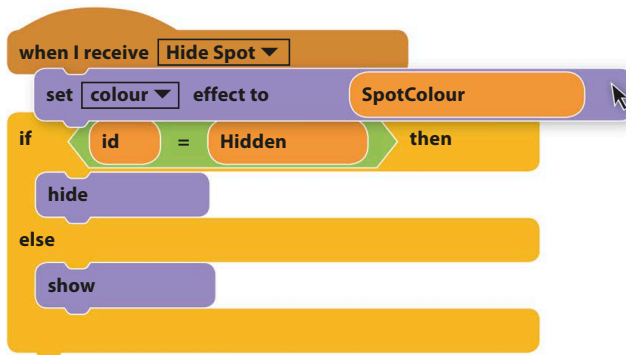 when I receive Hide Spot
set colour effect to SpotColour
if id = Hidden then
hide
else
show